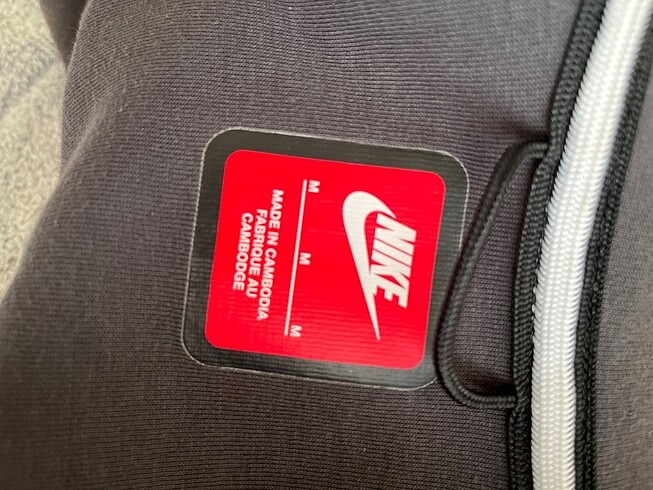 NIKE
M M M
MADE IN CAMBODIA
FABRIQUE AU
CAMBODGE